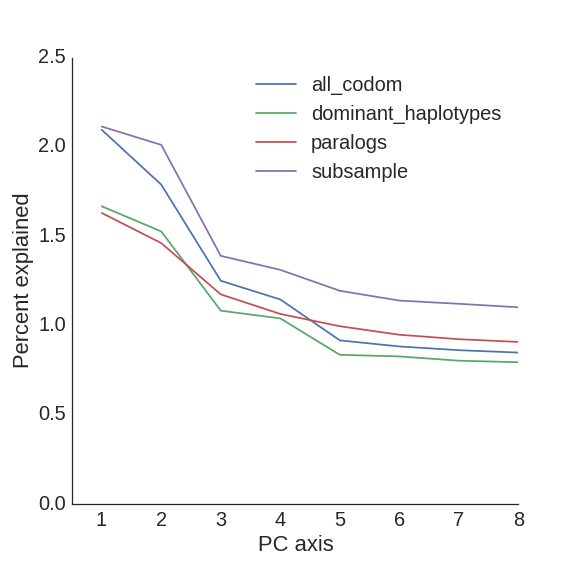 2.5
2.0
1.5
1.0
0.5
0.0
Percent explained
all_codom
dominant_haplotypes
paralogs
subsample
1 2 3 4 5 6 7 8
PC axis